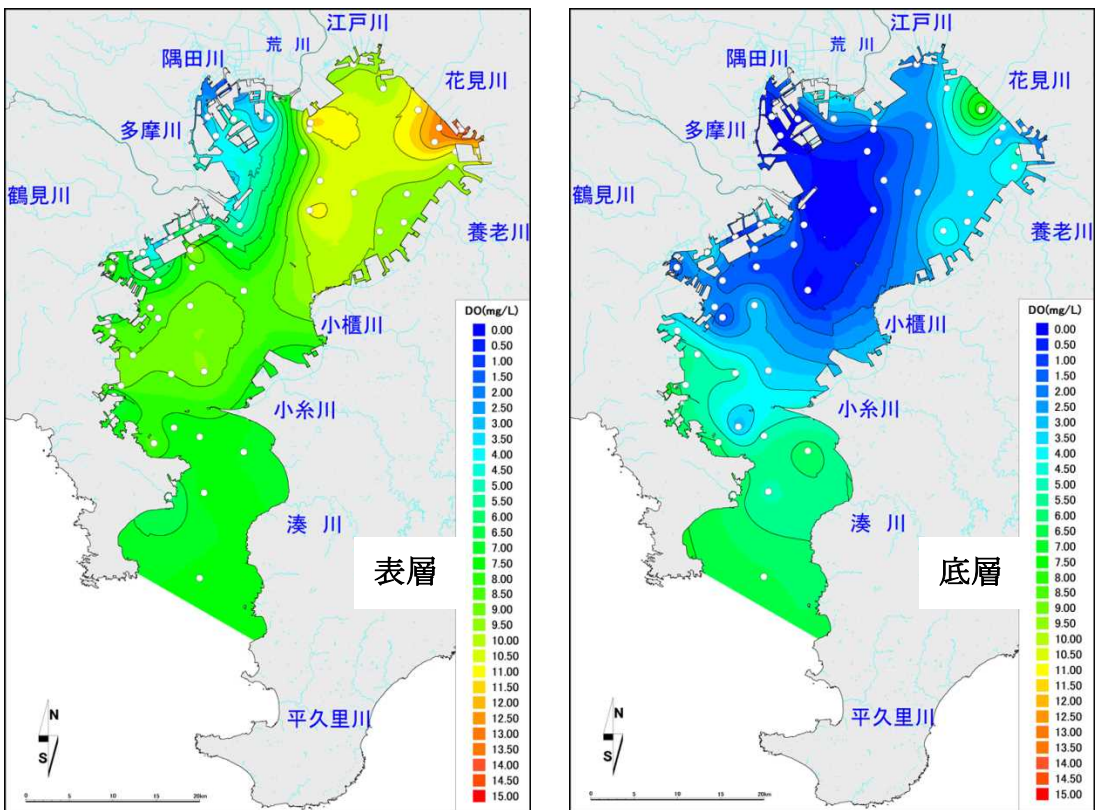 江戸川
荒川
隅田川
花見川
多摩川
鶴見川
養老川
小櫃川
小糸川
湊 川
表層
平久里川
DO(mg/L)
0.00
0.50
1.00
1.50
2.00
2.50
3.00
3.50
4.00
4.50
5.00
5.50
6.00
6.50
7.00
7.50
8.00
8.50
9.00
9.50
10.00
10.50
11.00
11.50
12.00
12.50
13.00
13.50
14.00
14.50
15.00
N
S
0 5 10 20km
江戸川
荒川
隅田川
花見川
多摩川
鶴見川
養老川
小櫃川
小糸川
湊 川
底層
平久里川
DO(mg/L)
0.00
0.50
1.00
1.50
2.00
2.50
3.00
3.50
4.00
4.50
5.00
5.50
6.00
6.50
7.00
7.50
8.00
8.50
9.00
9.50
10.00
10.50
11.00
11.50
12.00
12.50
13.00
13.50
14.00
14.50
15.00
N
S
0 5 10 20km